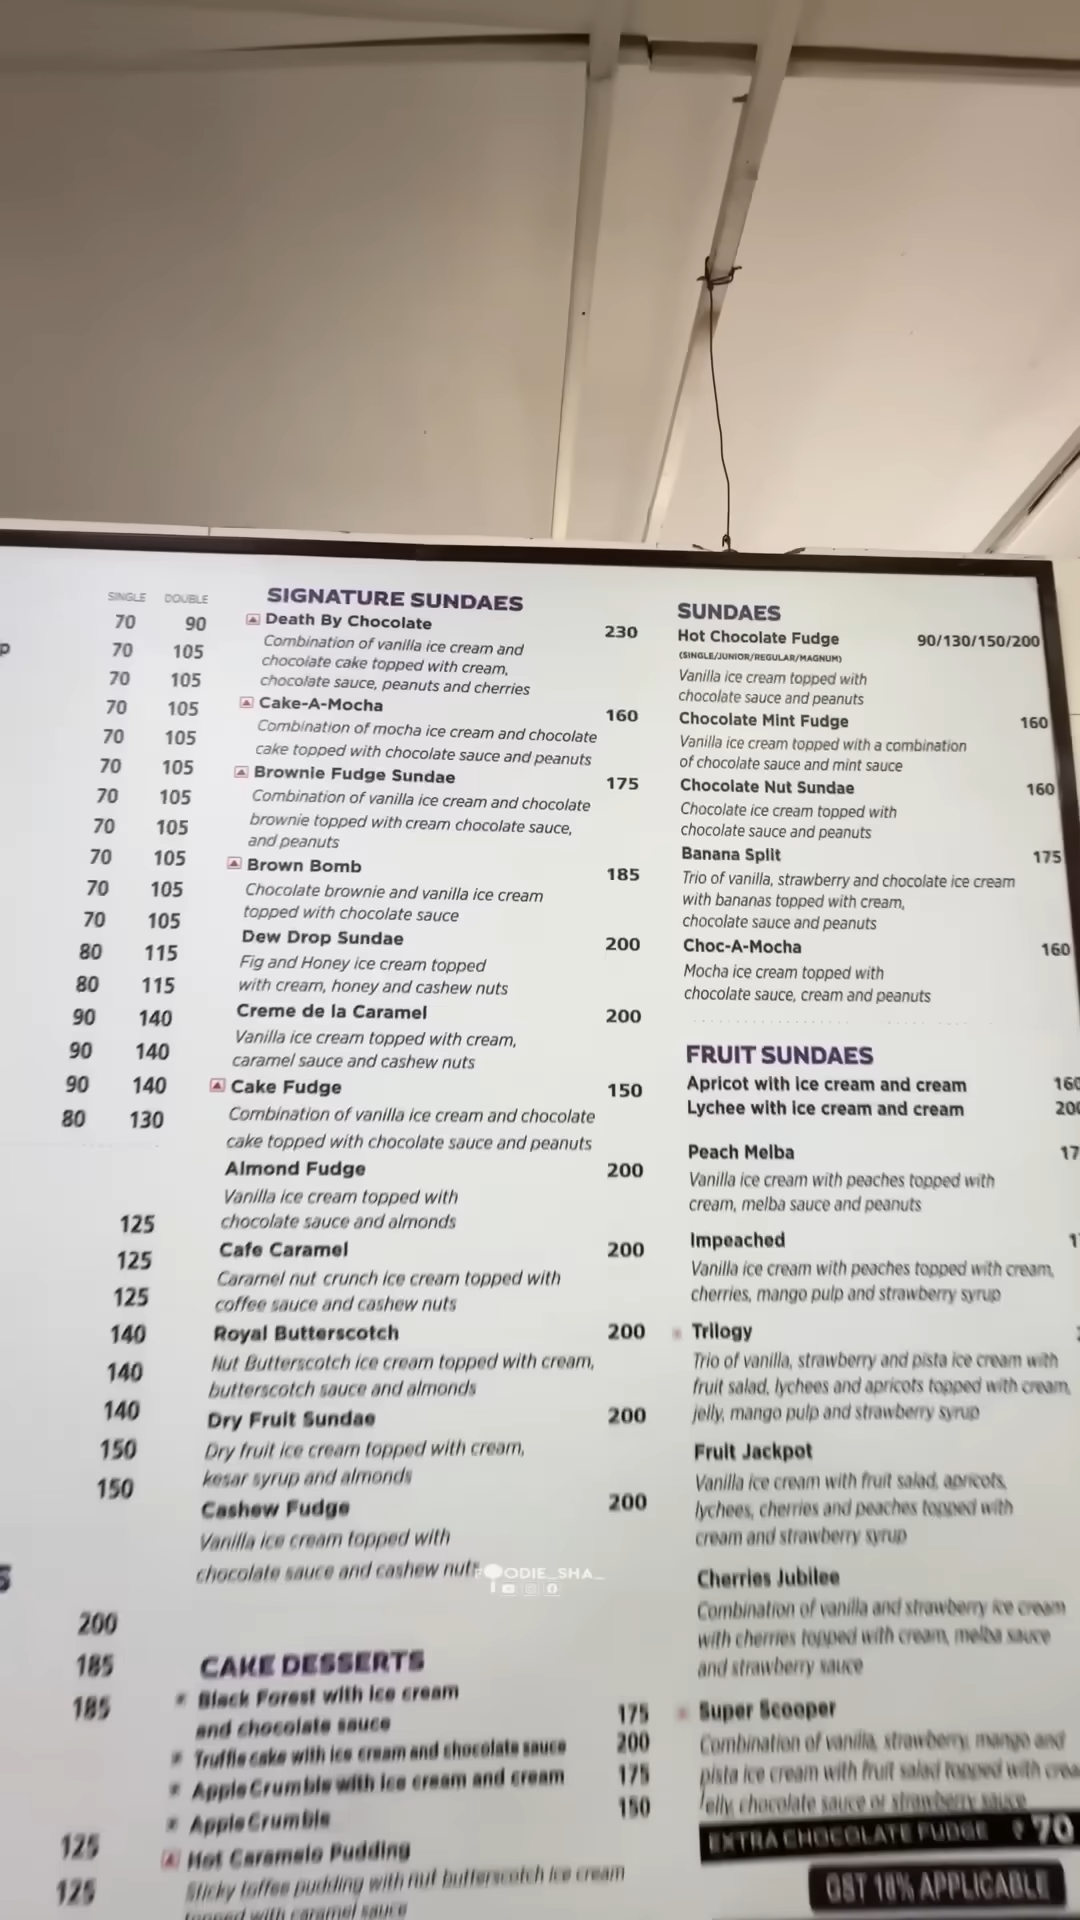 SINGLE DOUBLE
70 90
70 105
70 105
70 105
70 105
70 105
70 105
70 105
70 105
70 105
70 105
80 115
80 115
90 140
90 140
90 140
80 130
125
125
125
140
140
140
150
150
200
185
185
125
125
SIGNATURE SUNDAES
Death By Chocolate 230
Combination of vanilla ice cream and
chocolate cake topped with cream,
chocolate sauce, peanuts and cherries
Cake-A-Mocha 160
Combination of mocha ice cream and chocolate
cake topped with chocolate sauce and peanuts
Brownie Fudge Sundae 175
Combination of vanilla ice cream and chocolate
brownie topped with cream chocolate sauce,
and peanuts
Brown Bomb 185
Chocolate brownie and vanilla ice cream
topped with chocolate sauce
Dew Drop Sundae 200
Fig and Honey ice cream topped
with cream, honey and cashew nuts
Creme de la Caramel 200
Vanilla ice cream topped with cream,
caramel sauce and cashew nuts
Cake Fudge 150
Combination of vanilla ice cream and chocolate
cake topped with chocolate sauce and peanuts
Almond Fudge 200
Vanilla ice cream topped with
chocolate sauce and almonds
Cafe Caramel 200
Caramel nut crunch ice cream topped with
coffee sauce and cashew nuts
Royal Butterscotch 200
Nut Butterscotch ice cream topped with cream,
butterscotch sauce and almonds
Dry Fruit Sundae 200
Dry fruit ice cream topped with cream,
kesar syrup and almonds
Cashew Fudge 200
Vanilla ice cream topped with
chocolate sauce and cashew nuts
CAKE DESSERTS
Black Forest with ice cream
and chocolate sauce 175
Truffle cake with ice cream and chocolate sauce 200
Apple Crumble with ice cream and cream 175
Apple Crumble 150
Hot Caramelo Pudding
Sticky toffee pudding with nut butterscotch ice cream
topped with caramel sauce
SUNDAES
Hot Chocolate Fudge 90/130/150/200
(SINGLE/JUNIOR/REGULAR/MAGNUM)
Vanilla ice cream topped with
chocolate sauce and peanuts
Chocolate Mint Fudge 160
Vanilla ice cream topped with a combination
of chocolate sauce and mint sauce
Chocolate Nut Sundae 160
Chocolate ice cream topped with
chocolate sauce and peanuts
Banana Split 175
Trio of vanilla, strawberry and chocolate ice cream
with bananas topped with cream,
chocolate sauce and peanuts
Choc-A-Mocha 160
Mocha ice cream topped with
chocolate sauce, cream and peanuts
FRUIT SUNDAES
Apricot with ice cream and cream 160
Lychee with ice cream and cream 200
Peach Melba 17
Vanilla ice cream with peaches topped with
cream, melba sauce and peanuts
Impeached
Vanilla ice cream with peaches topped with cream,
cherries, mango pulp and strawberry syrup
Trilogy
Trio of vanilla, strawberry and pista ice cream with
fruit salad, lychees and apricots topped with cream,
jelly, mango pulp and strawberry syrup
Fruit Jackpot
Vanilla ice cream with fruit salad, apricots,
lychees, cherries and peaches topped with
cream and strawberry syrup
Cherries Jubilee
Combination of vanilla and strawberry ice cream
with cherries topped with cream, melba sauce
and strawberry sauce
Super Scooper
Combination of vanilla, strawberry, mango and
pista ice cream with fruit salad topped with crea
jelly, chocolate sauce or strawberry sauce
EXTRA CHOCOLATE FUDGE ₹ 70
GST 18% APPLICABLE
FOODIE_SHA_